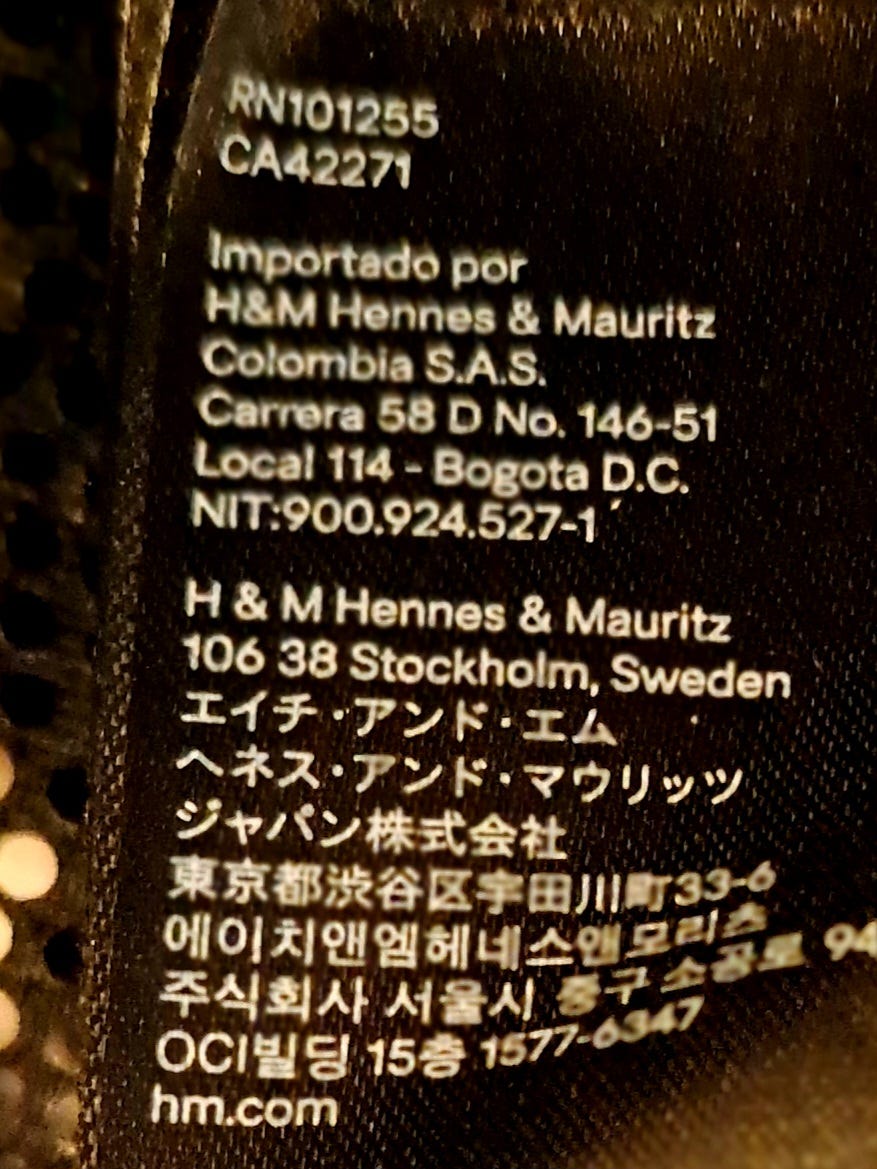 RN101255
CA42271
Importado por
H&M Hennes & Mauritz
Colombia S.A.S.
Carrera 58 D No. 146-51
Local 114 - Bogota D.C.
NIT:900.924.527-1
H & M Hennes & Mauritz
106 38 Stockholm, Sweden
エイチ・アンド・エム
ヘネス・アンド・マウリッツ
ジャパン株式会社
東京都渋谷区宇田川町33-6
에이치앤엠헤네스앤모리츠
주식회사 서울시 중구 소공로 94
OCI빌딩 15층 1577-6347
hm.com